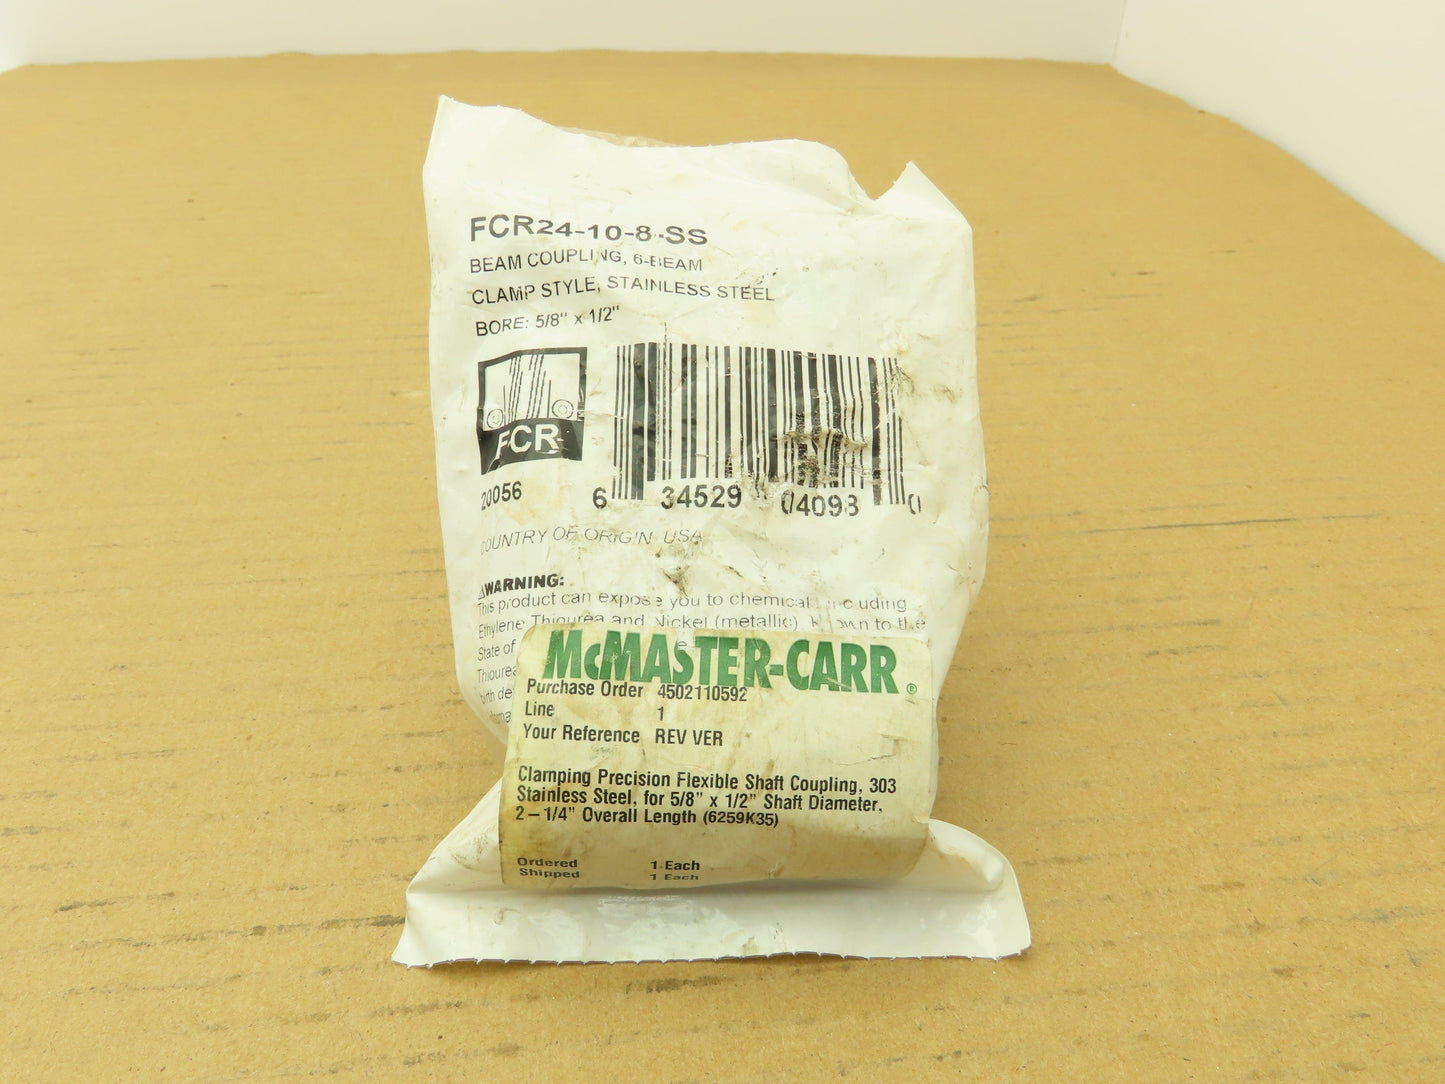 FCR24-10-8-SS
BEAM COUPLING, 6-BEAM
CLAMP STYLE, STAINLESS STEEL
BORE: 5/8" x 1/2"
FCR
20056
6 34529 04098 0
COUNTRY OF ORIGIN USA
⚠WARNING:
This product can expose you to chemicals including
Ethylene Thiourea and Nickel (metallic), known to the
State of
Thiourea
McMASTER-CARR®
Purchase Order 4502110592
Line 1
Your Reference REV VER
Clamping Precision Flexible Shaft Coupling, 303
Stainless Steel, for 5/8" x 1/2" Shaft Diameter,
2-1/4" Overall Length (6259K35)
Ordered 1 Each
Shipped 1 Each